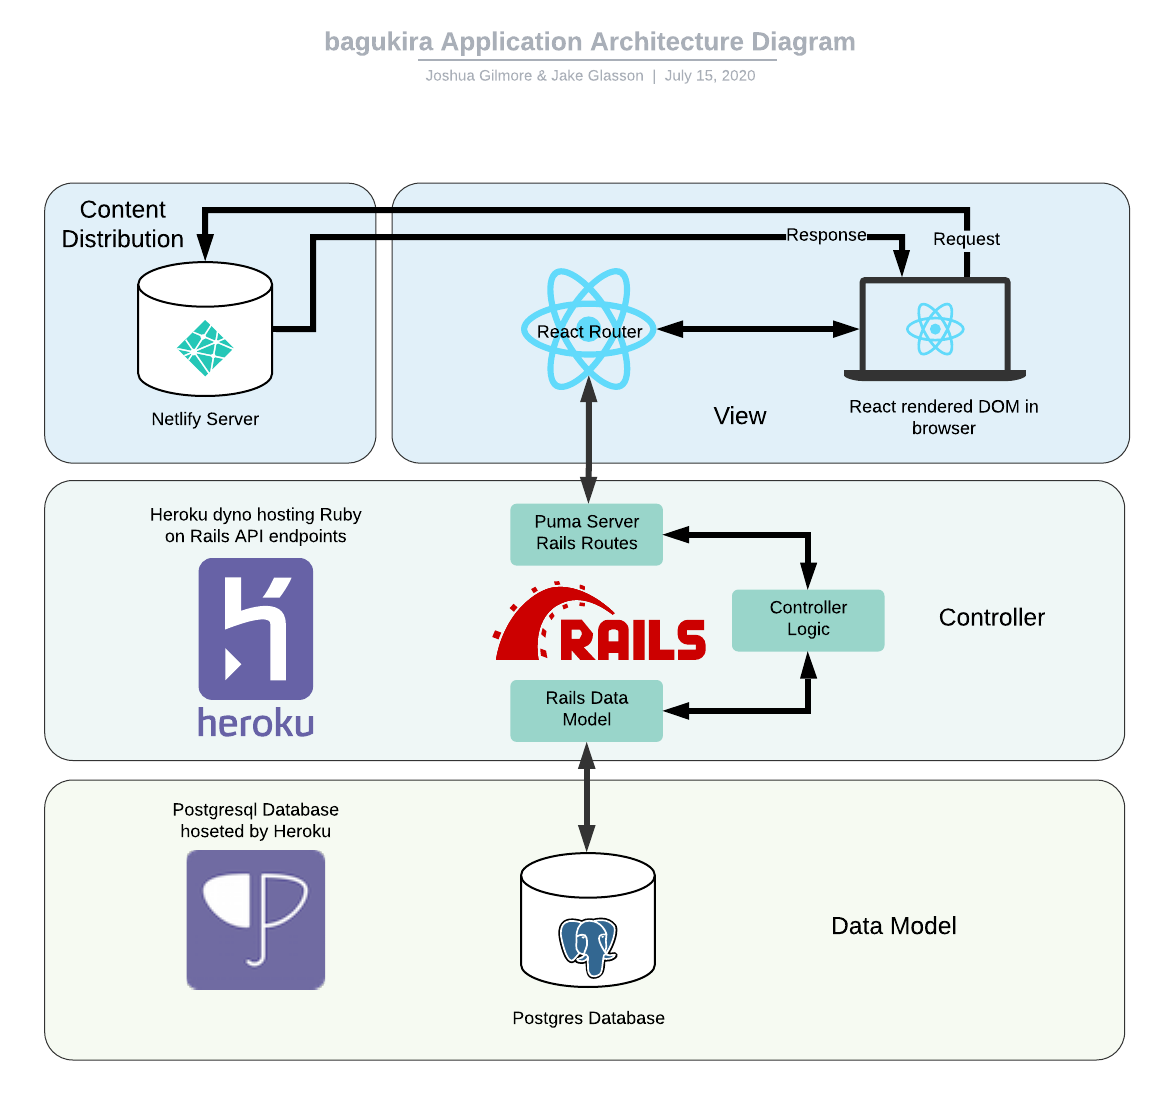 bagukira Application Architecture Diagram
Joshua Gilmore & Jake Glasson | July 15, 2020
Content
Distribution
Response
Request
React Router
Netlify Server
View
React rendered DOM in
browser
Heroku dyno hosting Ruby
on Rails API endpoints
heroku
Puma Server
Rails Routes
RAILS
Controller
Logic
Controller
Rails Data
Model
Postgresql Database
hoseted by Heroku
Data Model
Postgres Database